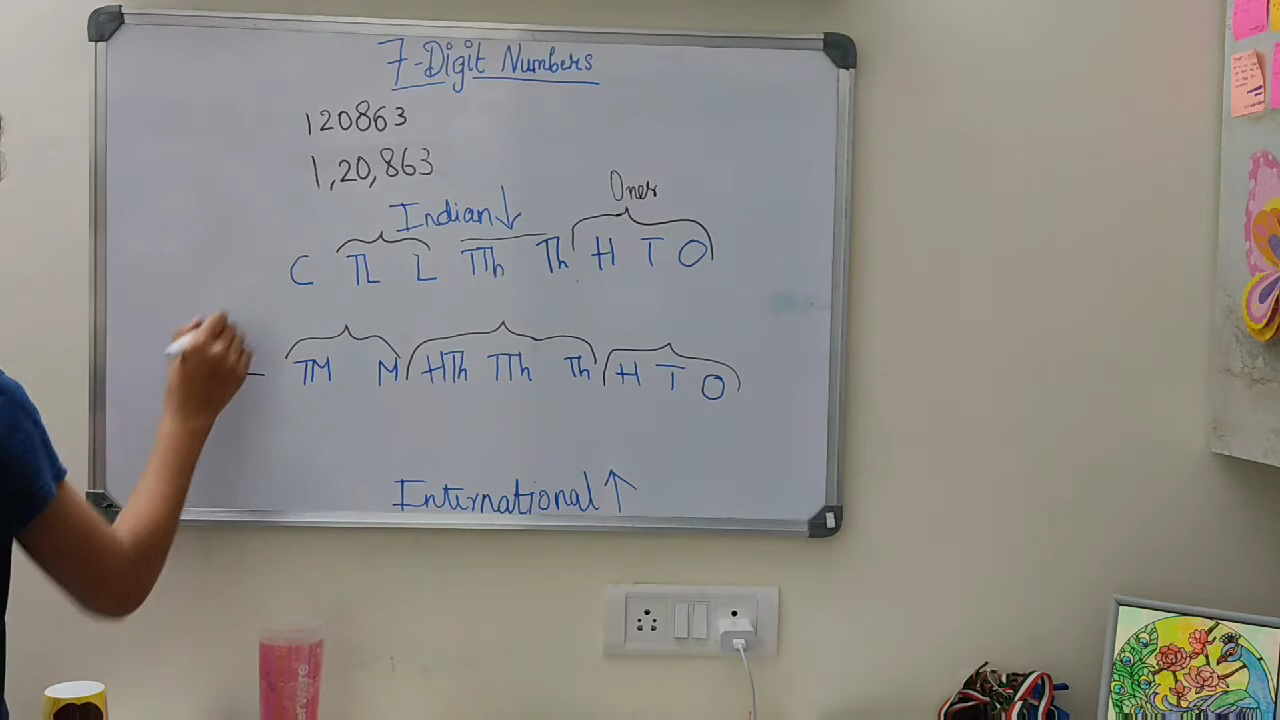 7-Digit Numbers
120863
1,20,863
Ones
Indian ↓
C TL L TTh Th H T O
TM M HTh TTh Th H T O
International ↑